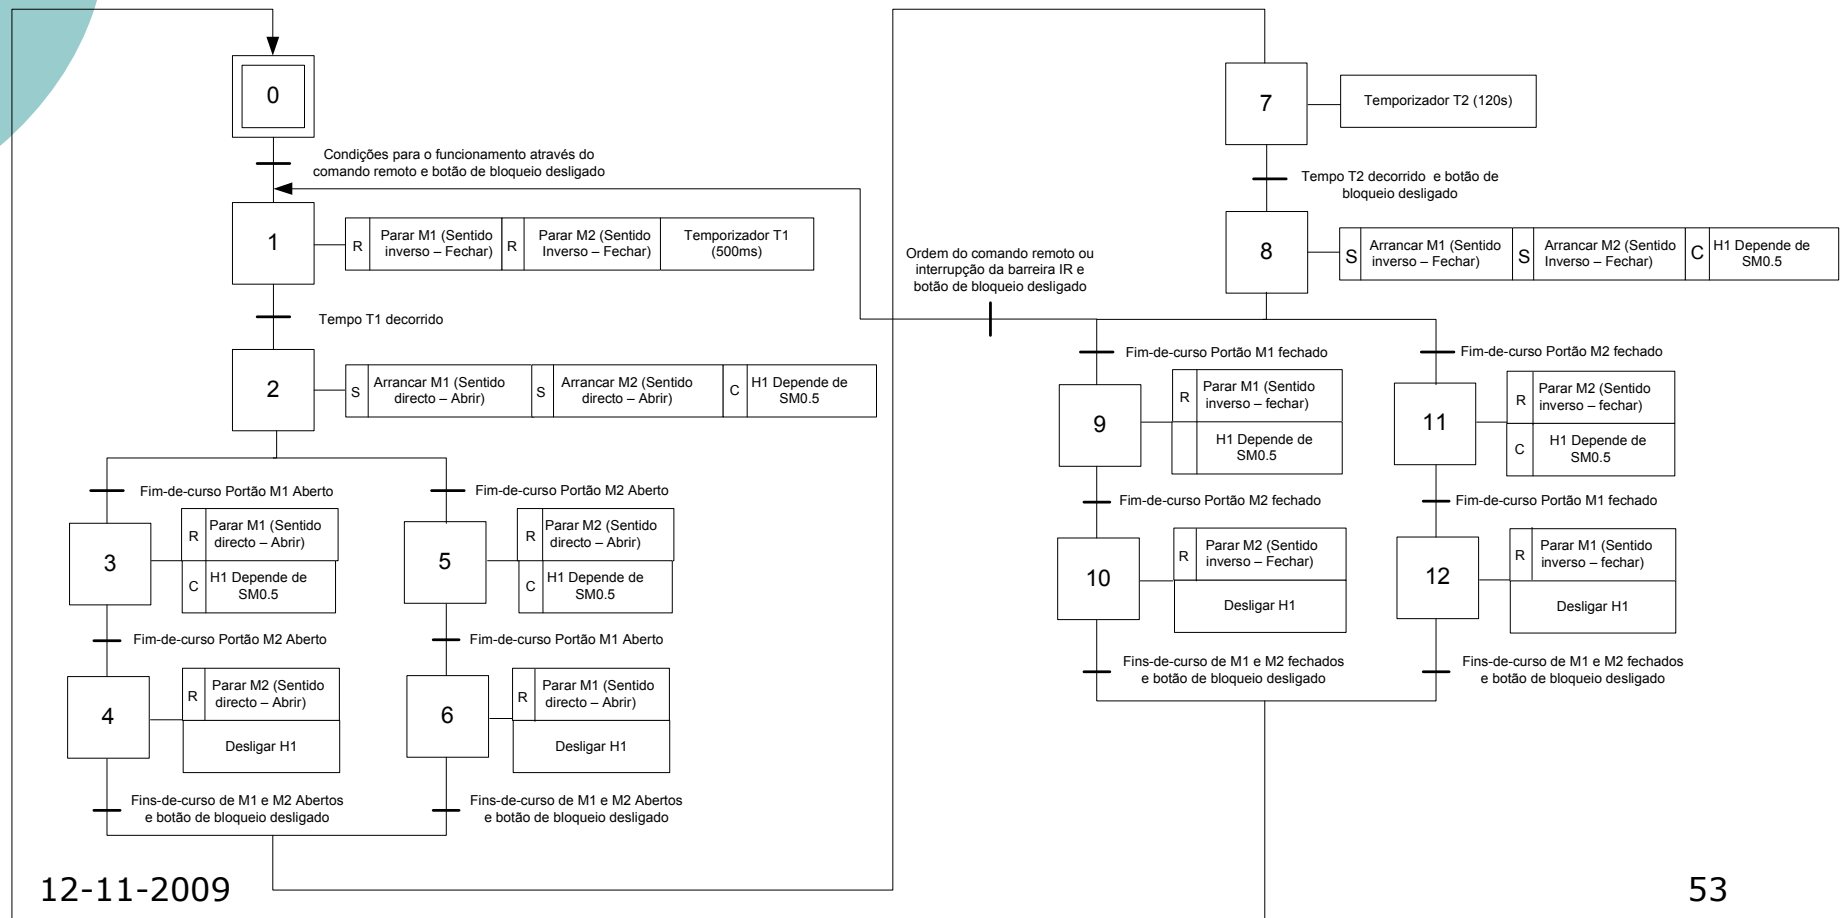 0
Condições para o funcionamento através do
comando remoto e botão de bloqueio desligado
1
R
Parar M1 (Sentido
inverso – Fechar)
R
Parar M2 (Sentido
Inverso – Fechar)
Temporizador T1
(500ms)
Tempo T1 decorrido
2
S
Arrancar M1 (Sentido
directo – Abrir)
S
Arrancar M2 (Sentido
directo – Abrir)
C
H1 Depende de
SM0.5
Fim-de-curso Portão M1 Aberto
3
R
Parar M1 (Sentido
directo – Abrir)
C
H1 Depende de
SM0.5
Fim-de-curso Portão M2 Aberto
4
R
Parar M2 (Sentido
directo – Abrir)
Desligar H1
Fins-de-curso de M1 e M2 Abertos
e botão de bloqueio desligado
Fim-de-curso Portão M2 Aberto
5
R
Parar M2 (Sentido
directo – Abrir)
C
H1 Depende de
SM0.5
Fim-de-curso Portão M1 Aberto
6
R
Parar M1 (Sentido
directo – Abrir)
Desligar H1
Fins-de-curso de M1 e M2 Abertos
e botão de bloqueio desligado
7
Temporizador T2 (120s)
Tempo T2 decorrido e botão de
bloqueio desligado
8
S
Arrancar M1 (Sentido
inverso – Fechar)
S
Arrancar M2 (Sentido
Inverso – Fechar)
C
H1 Depende de
SM0.5
Ordem do comando remoto ou
interrupção da barreira IR e
botão de bloqueio desligado
Fim-de-curso Portão M1 fechado
9
R
Parar M1 (Sentido
inverso – fechar)
H1 Depende de
SM0.5
Fim-de-curso Portão M2 fechado
10
R
Parar M2 (Sentido
inverso – Fechar)
Desligar H1
Fins-de-curso de M1 e M2 fechados
e botão de bloqueio desligado
Fim-de-curso Portão M2 fechado
11
R
Parar M2 (Sentido
inverso – fechar)
C
H1 Depende de
SM0.5
Fim-de-curso Portão M1 fechado
12
R
Parar M1 (Sentido
inverso – fechar)
Desligar H1
Fins-de-curso de M1 e M2 fechados
e botão de bloqueio desligado
12-11-2009
53